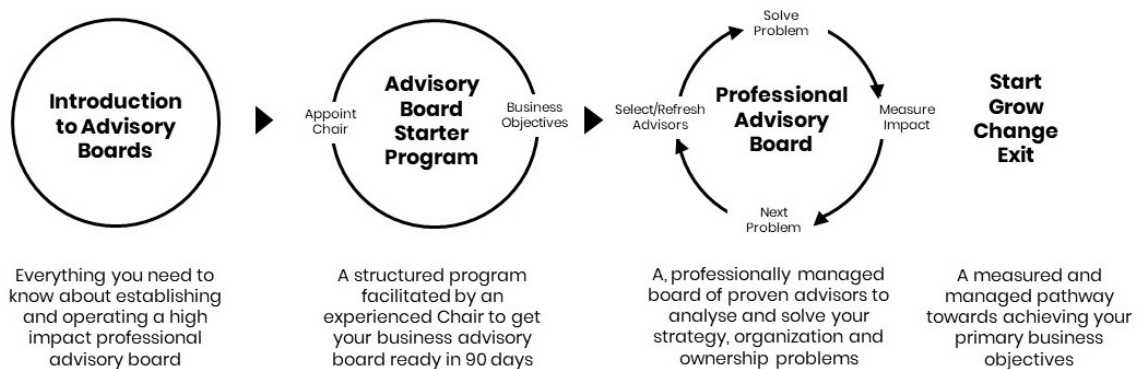 Introduction
to Advisory
Boards
Appoint
Chair
Advisory
Board
Starter
Program
Business
Objectives
Solve
Problem
Select/Refresh
Advisors
Professional
Advisory
Board
Measure
Impact
Next
Problem
Start
Grow
Change
Exit
Everything you need to
know about establishing
and operating a high
impact professional
advisory board
A structured program
facilitated by an
experienced Chair to get
your business advisory
board ready in 90 days
A, professionally managed
board of proven advisors to
analyse and solve your
strategy, organization and
ownership problems
A measured and
managed pathway
towards achieving your
primary business
objectives